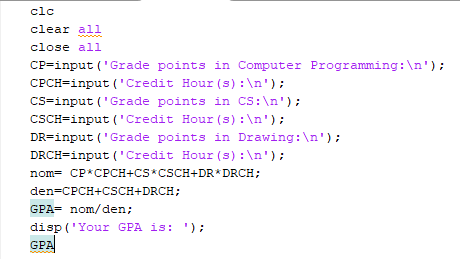 clc
clear all
close all
CP=input('Grade points in Computer Programming:\n');
CPCH=input('Credit Hour(s):\n');
CS=input('Grade points in CS:\n');
CSCH=input('Credit Hour(s):\n');
DR=input('Grade points in Drawing:\n');
DRCH=input('Credit Hour(s):\n');
nom= CP*CPCH+CS*CSCH+DR*DRCH;
den=CPCH+CSCH+DRCH;
GPA= nom/den;
disp('Your GPA is: ');
GPA